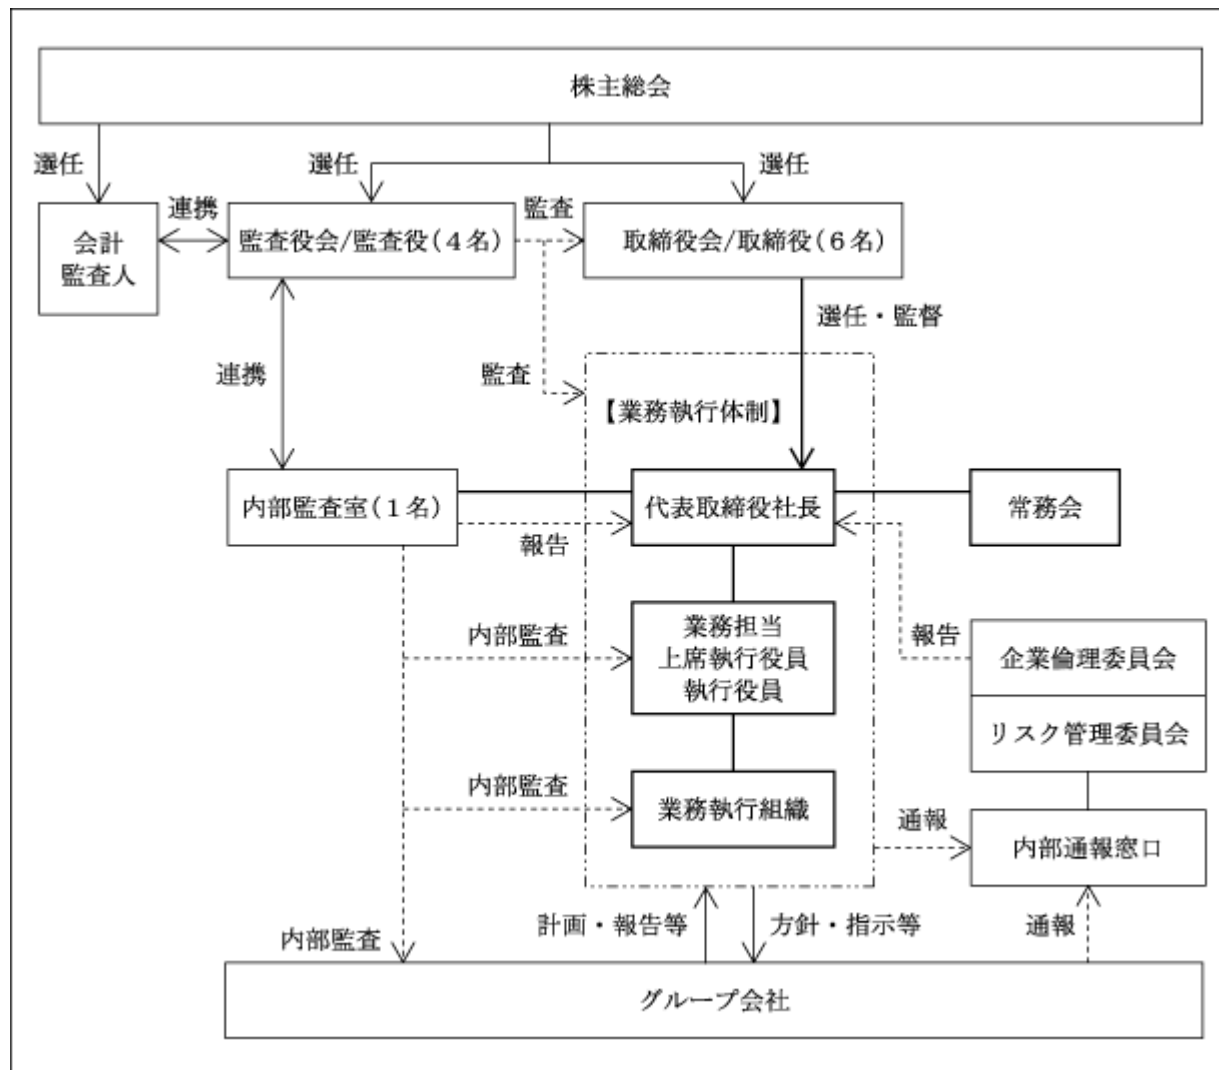 株主総会
選任
選任
選任
会計
監査人
連携
監査役会/監査役(4名)
監査
取締役会/取締役(6名)
選任・監督
連携
監査
【業務執行体制】
内部監査室(1名)
代表取締役社長
常務会
報告
内部監査
業務担当
上席執行役員
執行役員
報告
企業倫理委員会
リスク管理委員会
内部監査
業務執行組織
通報
内部通報窓口
内部監査
計画・報告等
方針・指示等
通報
グループ会社